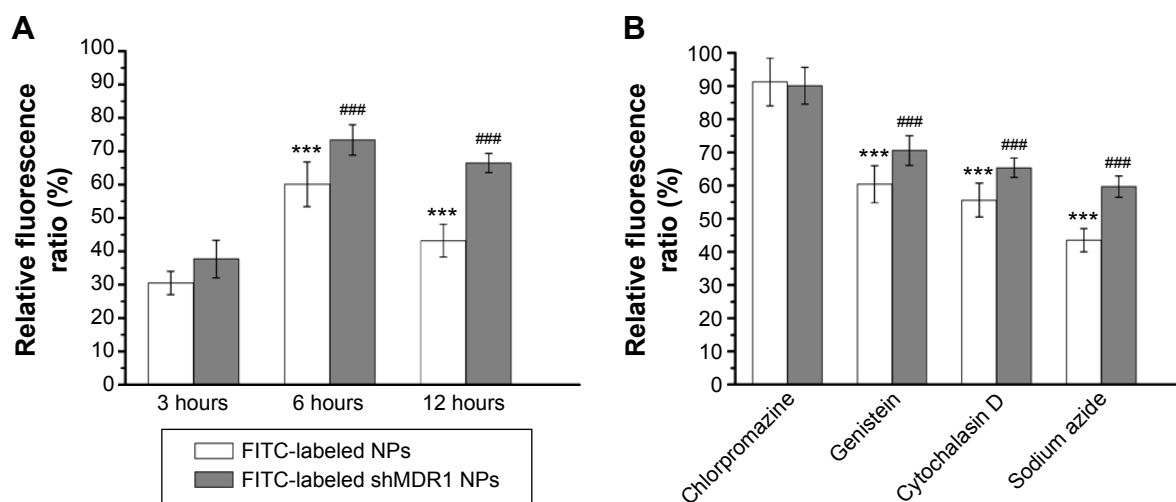 A
Relative fluorescence
ratio (%)
100
90
80
70
60
50
40
30
20
10
0
***
###
***
###
3 hours
6 hours
12 hours
FITC-labeled NPs
FITC-labeled shMDR1 NPs
B
Relative fluorescence
ratio (%)
100
90
80
70
60
50
40
30
20
10
0
***
###
***
###
***
###
Chlorpromazine
Genistein
Cytochalasin D
Sodium azide